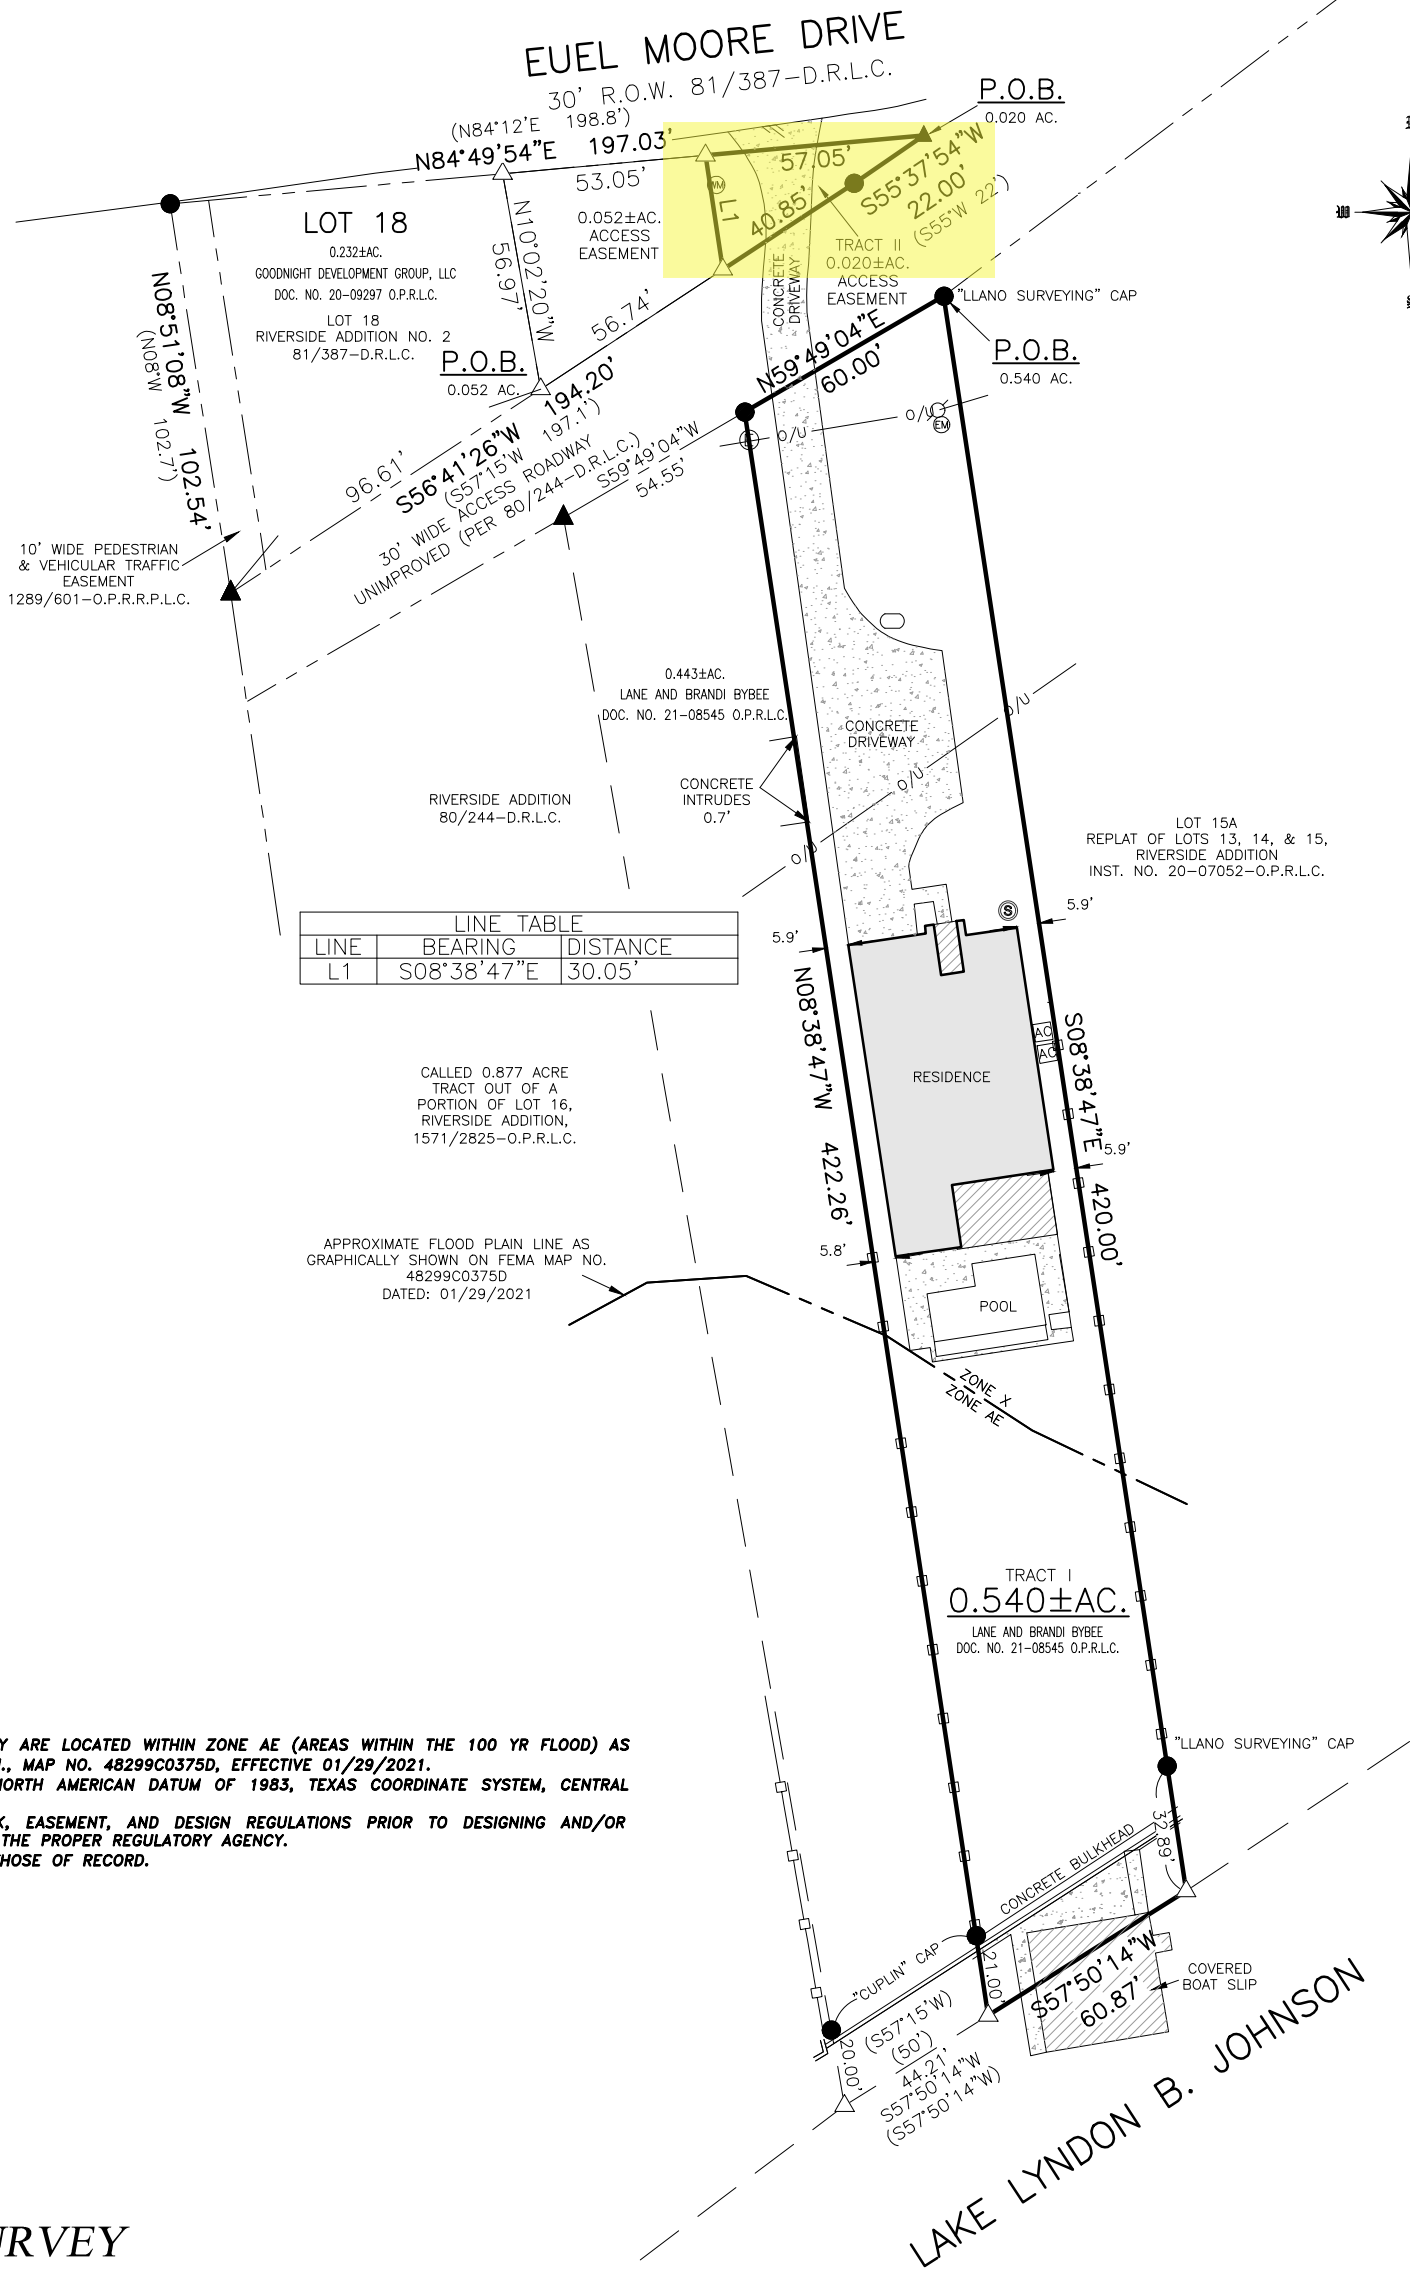 EUEL MOORE DRIVE
30' R.O.W. 81/387-D.R.L.C.
P.O.B.
0.020 AC.
(N84°12'E 198.8')
N84°49'54"E 197.03'
53.05'
57.05'
S55°37'54"W
22.00'
(S55°W 22')
40.85'
L1
WM
TRACT II
0.020±AC.
ACCESS
EASEMENT
0.052±AC.
ACCESS
EASEMENT
CONCRETE
DRIVEWAY
LOT 18
0.232±AC.
GOODNIGHT DEVELOPMENT GROUP, LLC
DOC. NO. 20-09297 O.P.R.L.C.
LOT 18
RIVERSIDE ADDITION NO. 2
81/387-D.R.L.C.
N10°02'20"W
56.97'
56.74'
P.O.B.
0.052 AC.
N08°51'08"W 102.54'
(N08°W 102.7')
"LLANO SURVEYING" CAP
P.O.B.
0.540 AC.
N59°49'04"E
60.00'
O/U
O/U
EM
96.61'
194.20'
S56°41'26"W
197.1')
(S57°15'W
30' WIDE ACCESS ROADWAY
UNIMPROVED (PER 80/244-D.R.L.C.)
S59°49'04"W
54.55'
10' WIDE PEDESTRIAN
& VEHICULAR TRAFFIC
EASEMENT
1289/601-O.P.R.R.P.L.C.
0.443±AC.
LANE AND BRANDI BYBEE
DOC. NO. 21-08545 O.P.R.L.C.
CONCRETE
DRIVEWAY
O/U
O/U
O/U
CONCRETE
INTRUDES
0.7'
RIVERSIDE ADDITION
80/244-D.R.L.C.
LOT 15A
REPLAT OF LOTS 13, 14, & 15,
RIVERSIDE ADDITION
INST. NO. 20-07052-O.P.R.L.C.
LINE TABLE
LINE BEARING DISTANCE
L1 S08°38'47"E 30.05'
5.9'
S
5.9'
N08°38'47"W 422.26'
AC
AC
S08°38'47"E 420.00'
RESIDENCE
5.9'
5.8'
CALLED 0.877 ACRE
TRACT OUT OF A
PORTION OF LOT 16,
RIVERSIDE ADDITION,
1571/2825-O.P.R.L.C.
APPROXIMATE FLOOD PLAIN LINE AS
GRAPHICALLY SHOWN ON FEMA MAP NO.
48299C0375D
DATED: 01/29/2021
POOL
ZONE X
ZONE AE
TRACT I
0.540±AC.
LANE AND BRANDI BYBEE
DOC. NO. 21-08545 O.P.R.L.C.
Y ARE LOCATED WITHIN ZONE AE (AREAS WITHIN THE 100 YR FLOOD) AS
., MAP NO. 48299C0375D, EFFECTIVE 01/29/2021.
NORTH AMERICAN DATUM OF 1983, TEXAS COORDINATE SYSTEM, CENTRAL
K, EASEMENT, AND DESIGN REGULATIONS PRIOR TO DESIGNING AND/OR
THE PROPER REGULATORY AGENCY.
HOSE OF RECORD.
"LLANO SURVEYING" CAP
32.89'
CONCRETE BULKHEAD
"CUPLIN" CAP
21.00'
20.00'
S57°50'14"W
60.87'
COVERED
BOAT SLIP
(S57°15'W)
(50')
44.21'
S57°50'14"W
(S57°50'14"W)
LAKE LYNDON B. JOHNSON
URVEY